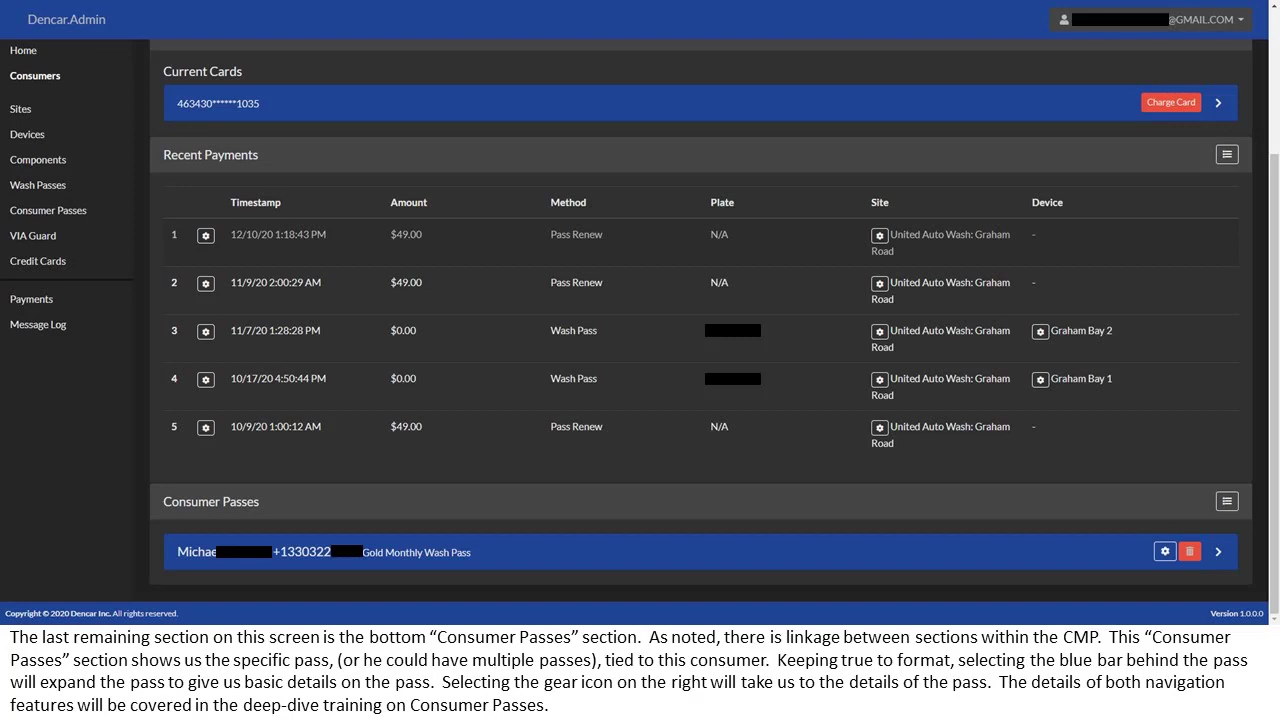 Dencar.Admin
@GMAIL.COM
Home
Consumers
Sites
Devices
Components
Wash Passes
Consumer Passes
VIA Guard
Credit Cards
Payments
Message Log
Current Cards
463430******1035
Charge Card
Recent Payments
Timestamp Amount Method Plate Site Device
1 12/10/20 1:18:43 PM $49.00 Pass Renew N/A United Auto Wash: Graham -
Road
2 11/9/20 2:00:29 AM $49.00 Pass Renew N/A United Auto Wash: Graham -
Road
3 11/7/20 1:28:28 PM $0.00 Wash Pass United Auto Wash: Graham Graham Bay 2
Road
4 10/17/20 4:50:44 PM $0.00 Wash Pass United Auto Wash: Graham Graham Bay 1
Road
5 10/9/20 1:00:12 AM $49.00 Pass Renew N/A United Auto Wash: Graham -
Road
Consumer Passes
Michae +1330322 Gold Monthly Wash Pass
Copyright © 2020 Dencar Inc. All rights reserved. Version 1.0.0.0
The last remaining section on this screen is the bottom “Consumer Passes” section. As noted, there is linkage between sections within the CMP. This “Consumer
Passes” section shows us the specific pass, (or he could have multiple passes), tied to this consumer. Keeping true to format, selecting the blue bar behind the pass
will expand the pass to give us basic details on the pass. Selecting the gear icon on the right will take us to the details of the pass. The details of both navigation
features will be covered in the deep-dive training on Consumer Passes.